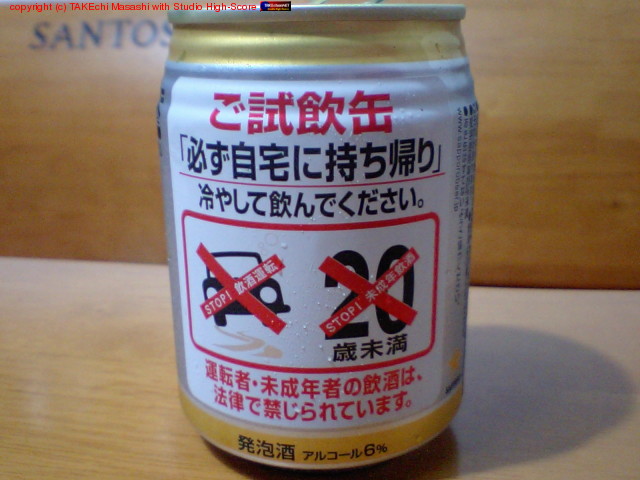 copyright (c) TAKEchi Masashi with Studio High-Score
SANTOS
ご試飲缶
「必ず自宅に持ち帰り」
冷やして飲んでください。
STOP! 飲酒運転
20
STOP! 未成年飲酒
歳未満
運転者・未成年者の飲酒は、
法律で禁じられています。
発泡酒 アルコール6%